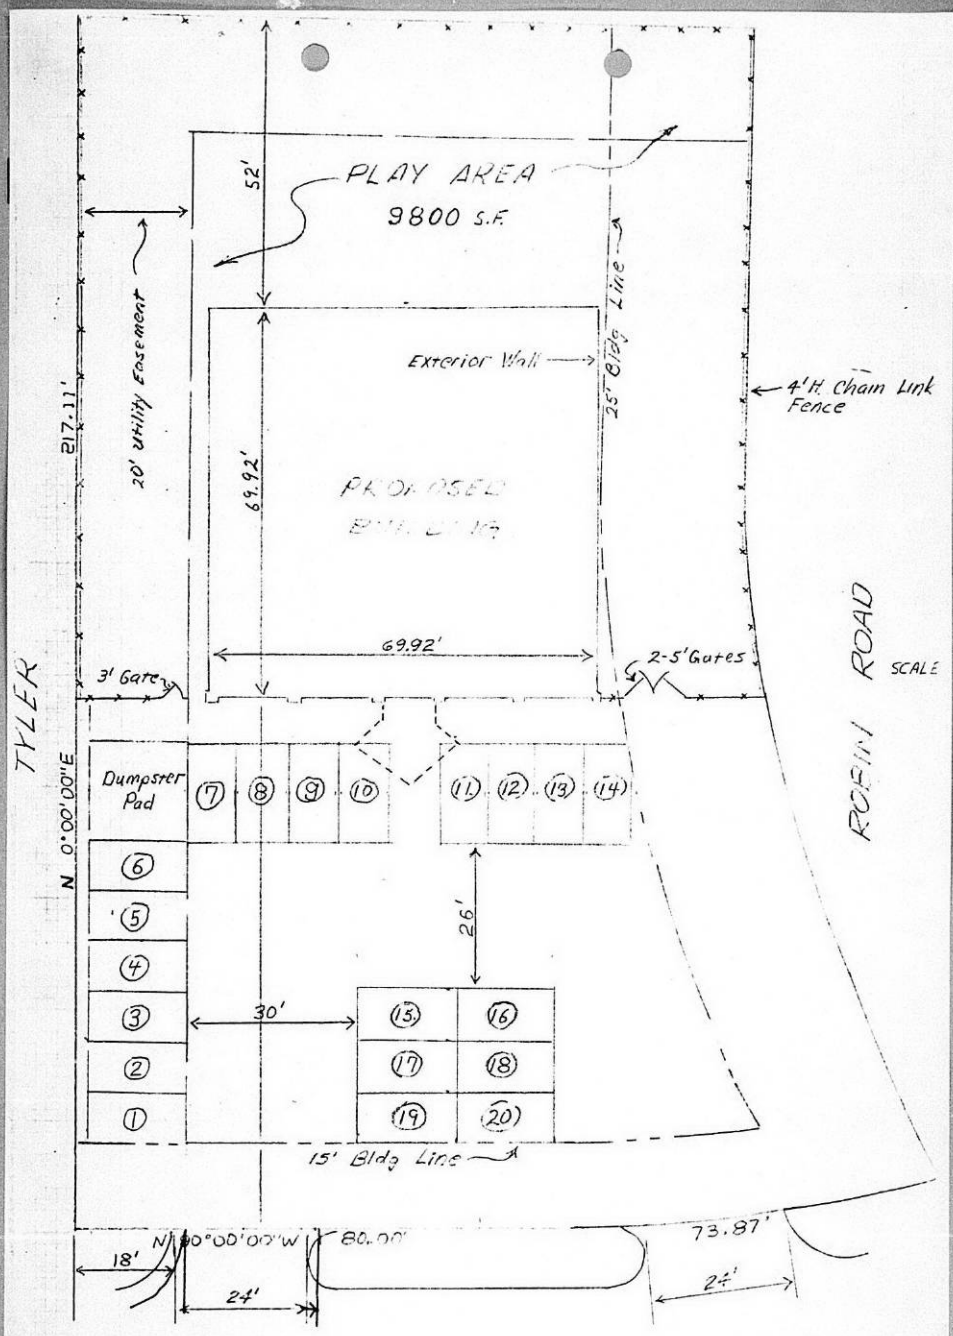 52'
PLAY AREA
9800 S.F.
20' Utility Easement
25' Bldg Line
Exterior Wall
4' H. Chain Link
Fence
217.11'
69.92'
PROPOSED
BUILDING
69.92'
3' Gate
2-5' Gates
TYLER
ROBIN ROAD
SCALE
N 0°00'00"E
Dumpster
Pad
7 8 9 10 11 12 13 14
6
5
4
3
2
1
26'
30'
15 16
17 18
19 20
15' Bldg Line
N 90°00'00"W 80.00'
73.87'
18'
24'
24'